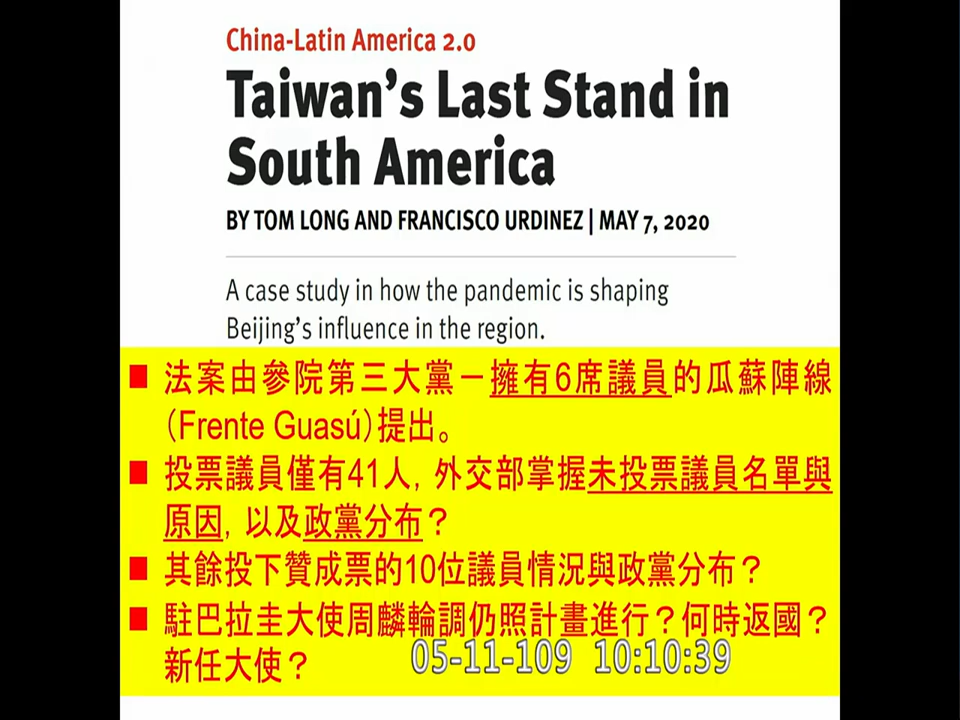 China-Latin America 2.0
Taiwan's Last Stand in
South America
BY TOM LONG AND FRANCISCO URDINEZ | MAY 7, 2020
A case study in how the pandemic is shaping
Beijing's influence in the region.
■ 法案由參院第三大黨－擁有6席議員的瓜蘇陣線
(Frente Guasú)提出。
■ 投票議員僅有41人，外交部掌握未投票議員名單與
原因，以及政黨分布？
■ 其餘投下贊成票的10位議員情況與政黨分布？
■ 駐巴拉圭大使周麟輪調仍照計畫進行？何時返國？
新任大使？
05-11-109 10:10:39